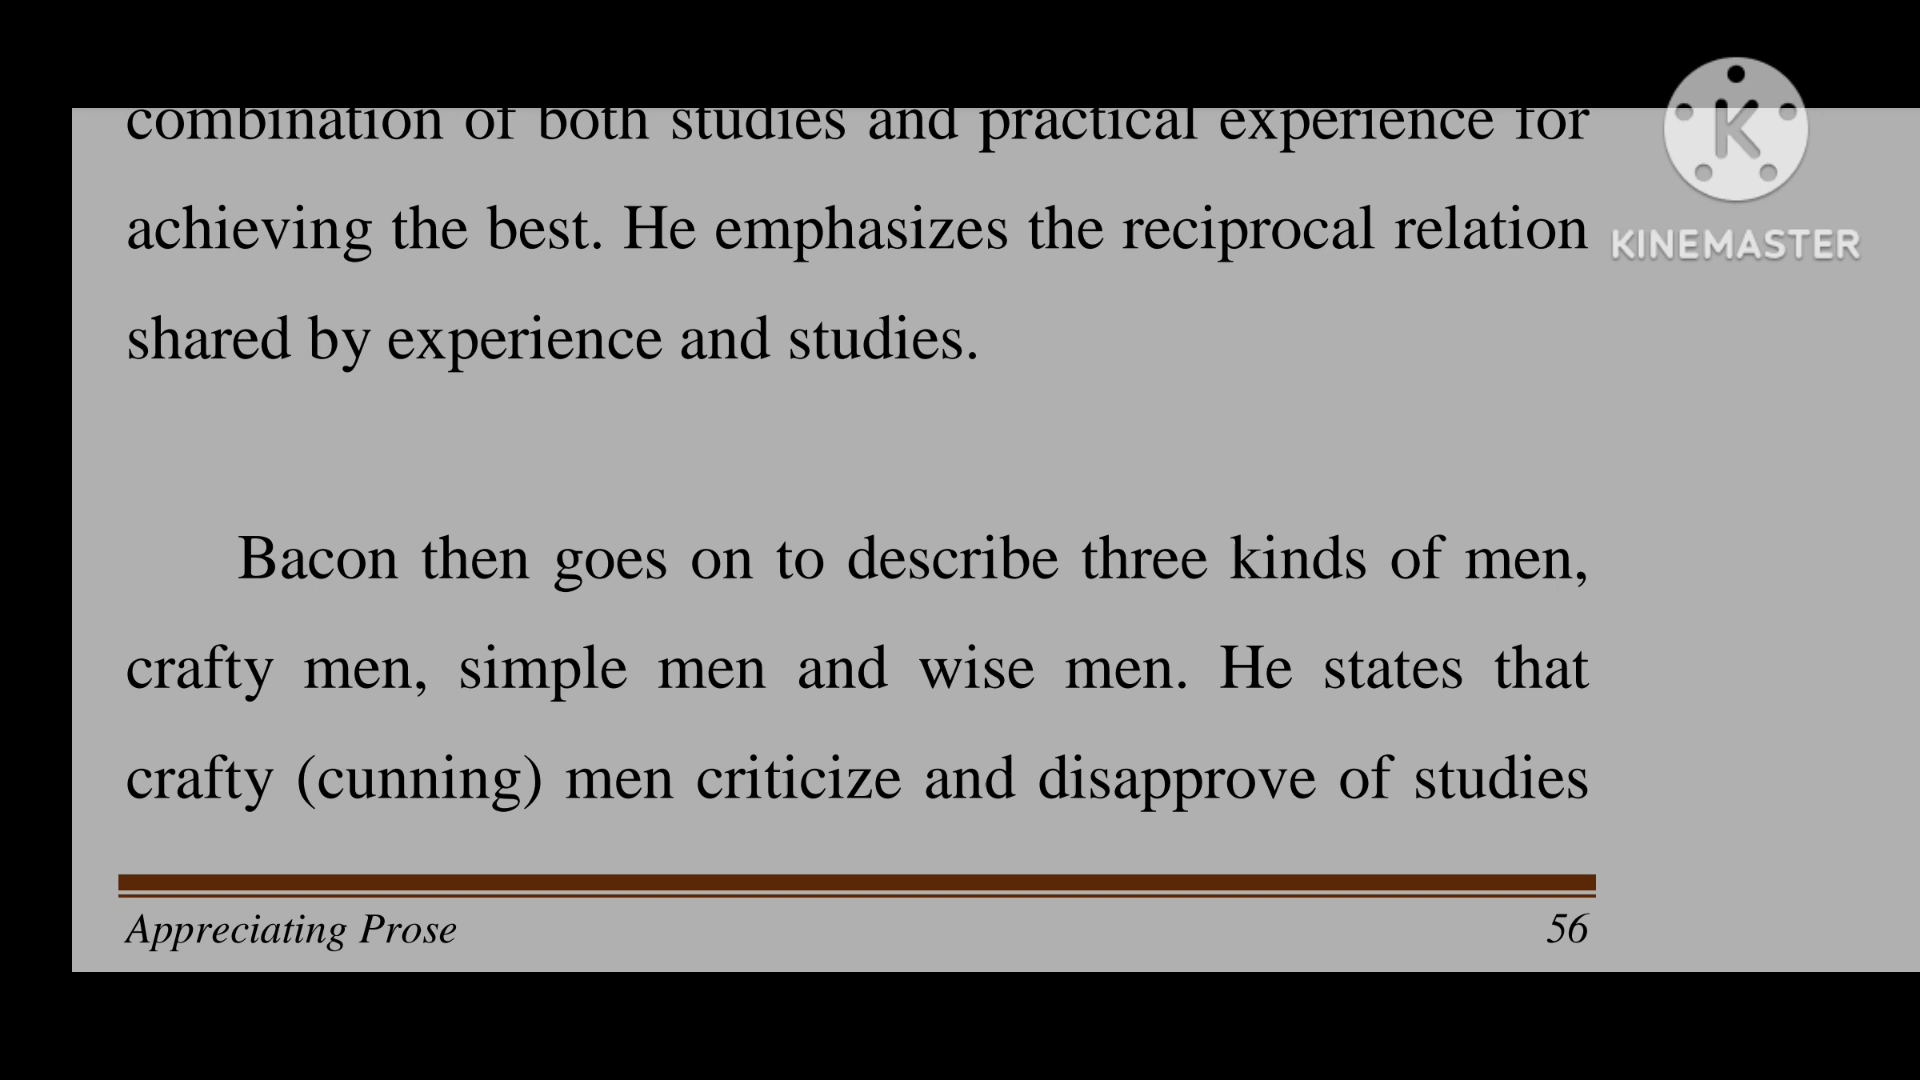 combination of both studies and practical experience for
achieving the best. He emphasizes the reciprocal relation
shared by experience and studies.
Bacon then goes on to describe three kinds of men,
crafty men, simple men and wise men. He states that
crafty (cunning) men criticize and disapprove of studies
Appreciating Prose 56
K
KINEMASTER